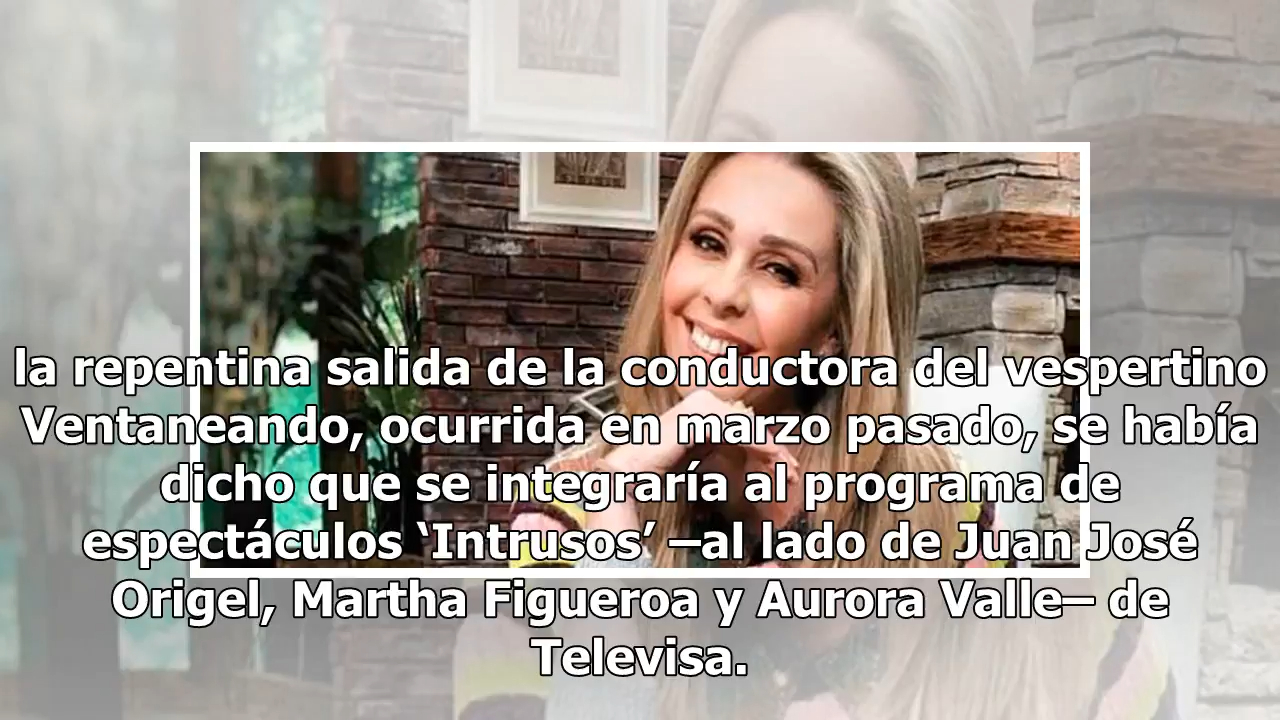 la repentina salida de la conductora del vespertino
Ventaneando, ocurrida en marzo pasado, se había
dicho que se integraría al programa de
espectáculos ‘Intrusos’ —al lado de Juan José
Origel, Martha Figueroa y Aurora Valle— de
Televisa.